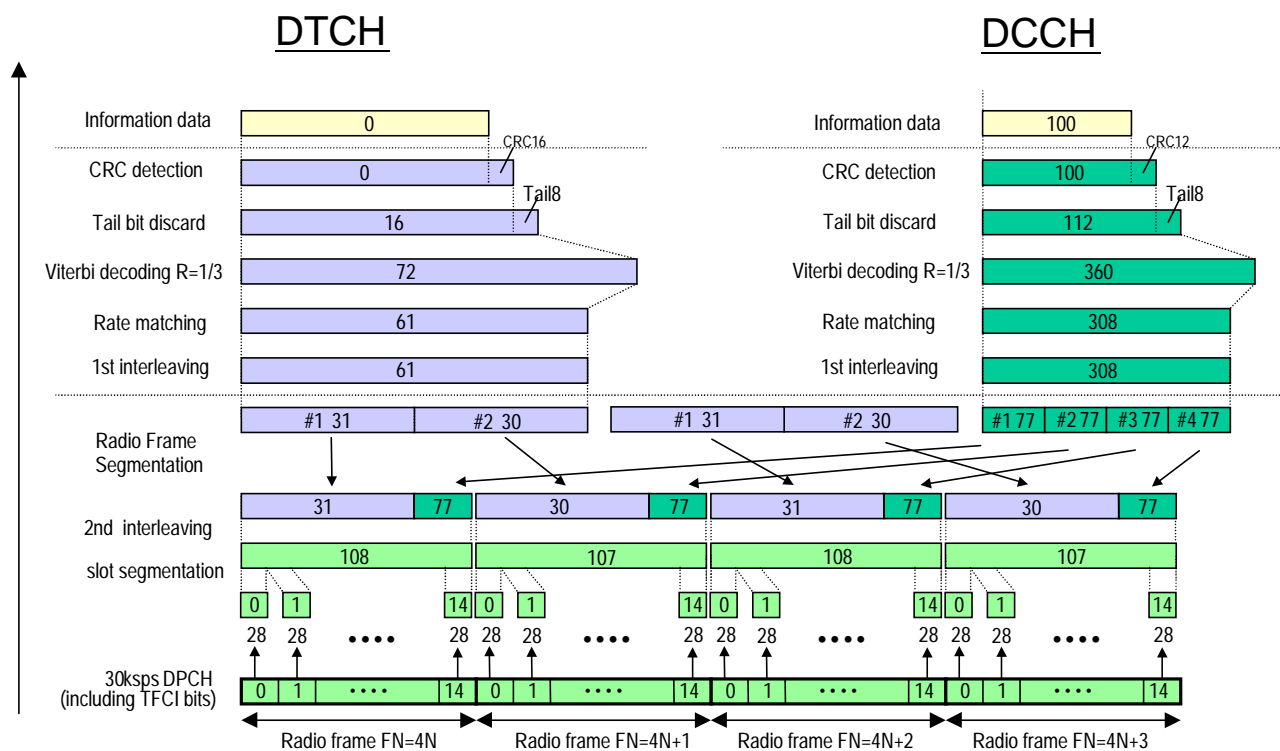 DTCH DCCH
Information data 0 Information data 100
CRC16 CRC12
CRC detection 0 CRC detection 100
Tail8 Tail8
Tail bit discard 16 Tail bit discard 112
Viterbi decoding R=1/3 72 Viterbi decoding R=1/3 360
Rate matching 61 Rate matching 308
1st interleaving 61 1st interleaving 308
#1 31 #2 30 #1 31 #2 30 #1 77 #2 77 #3 77 #4 77
Radio Frame
Segmentation
31 77 30 77 31 77 30 77
2nd interleaving
108 107 108 107
slot segmentation
0 1 14 0 1 14 0 1 14 0 1 14
28 28 •••• 28 28 28 •••• 28 28 28 •••• 28 28 28 •••• 28
30ksps DPCH
(including TFCI bits)
0 1 •••• 14 0 1 •••• 14 0 1 •••• 14 0 1 •••• 14
Radio frame FN=4N Radio frame FN=4N+1 Radio frame FN=4N+2 Radio frame FN=4N+3